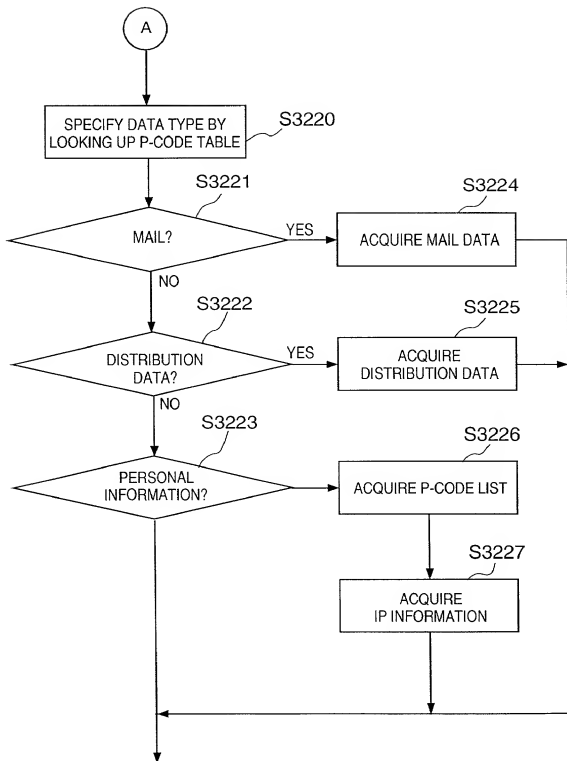 A
SPECIFY DATA TYPE BY
LOOKING UP P-CODE TABLE
S3220
S3221
MAIL?
YES
NO
S3224
ACQUIRE MAIL DATA
S3222
DISTRIBUTION
DATA?
YES
NO
S3225
ACQUIRE
DISTRIBUTION DATA
S3223
PERSONAL
INFORMATION?
S3226
ACQUIRE P-CODE LIST
S3227
ACQUIRE
IP INFORMATION